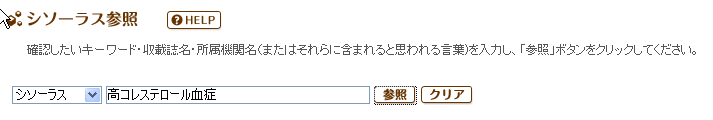 シソーラス参照 ?HELP
確認したいキーワード・収載誌名・所属機関名(またはそれらに含まれると思われる言葉)を入力し、「参照」ボタンをクリックしてください。
シソーラス 高コレステロール血症 参照 クリア